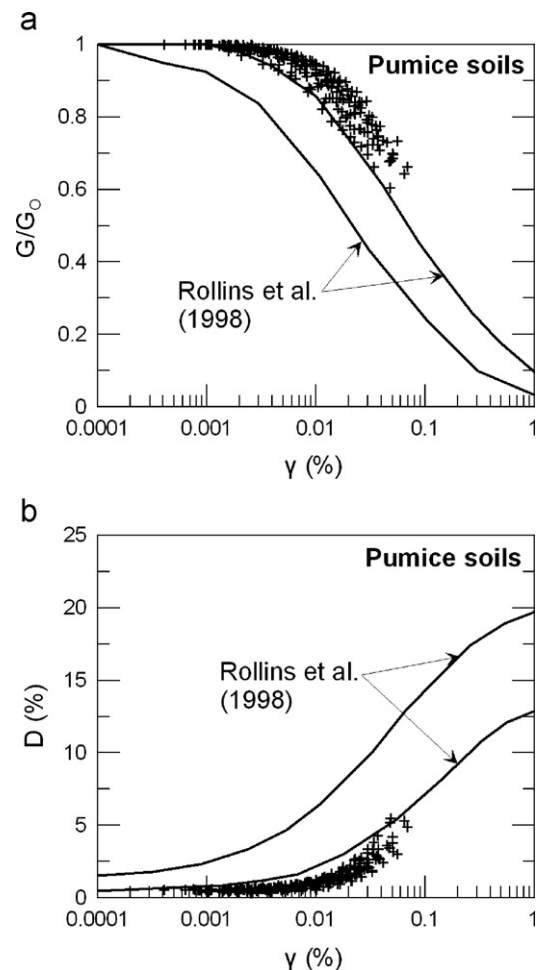 a
Pumice soils
1
0.8
0.6
0.4
0.2
0
G/G_O
Rollins et al.
(1998)
0.0001 0.001 0.01 0.1 1
γ (%)
b
Pumice soils
25
20
15
10
5
0
D (%)
Rollins et al.
(1998)
0.0001 0.001 0.01 0.1 1
γ (%)